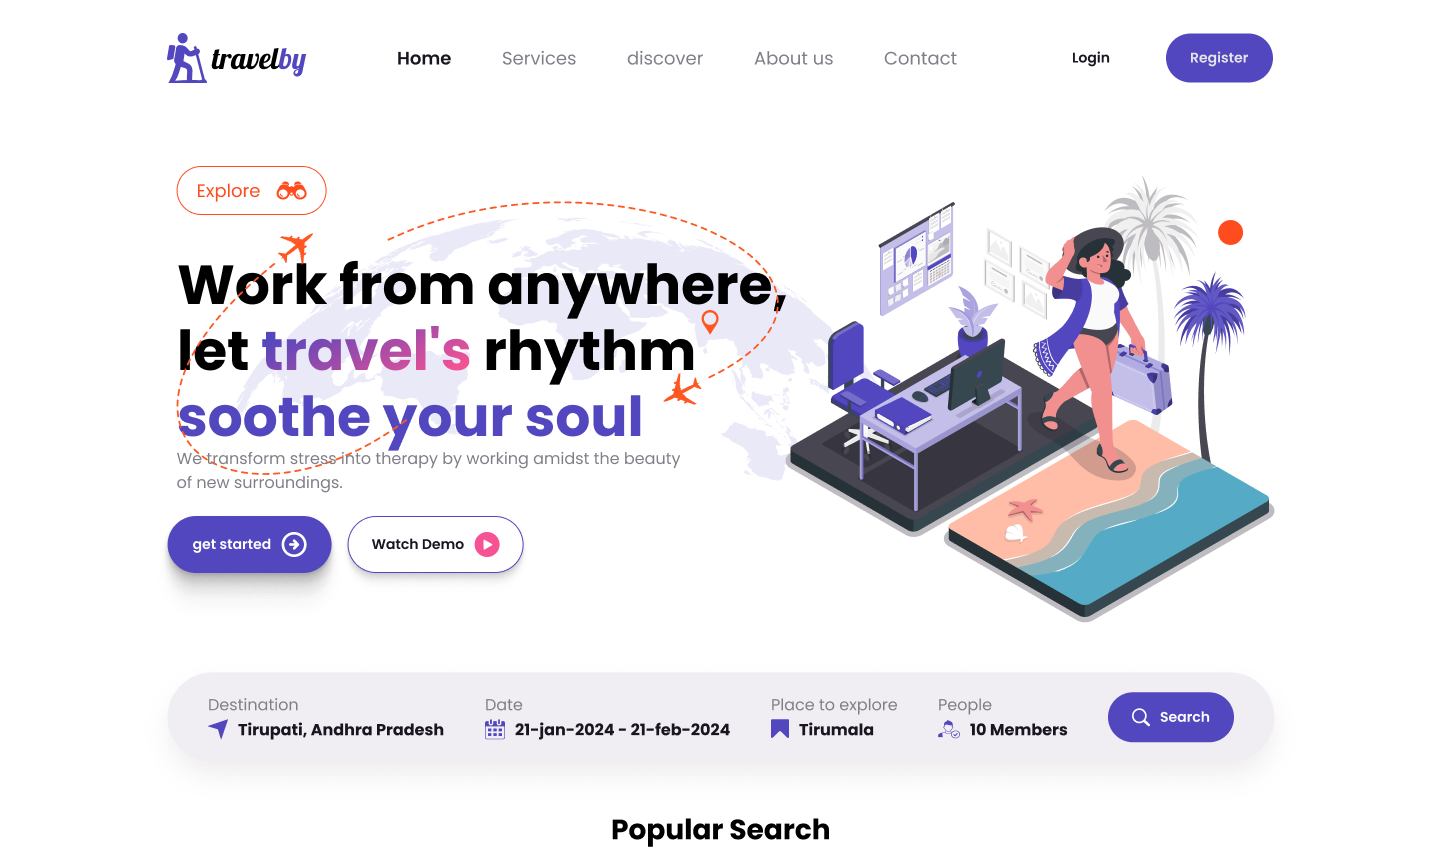 travelby
Home Services discover About us Contact Login Register
Explore
Work from anywhere,
let travel's rhythm
soothe your soul
We transform stress into therapy by working amidst the beauty
of new surroundings.
get started Watch Demo
Destination Date Place to explore People
Tirupati, Andhra Pradesh 21-jan-2024 - 21-feb-2024 Tirumala 10 Members Search
Popular Search